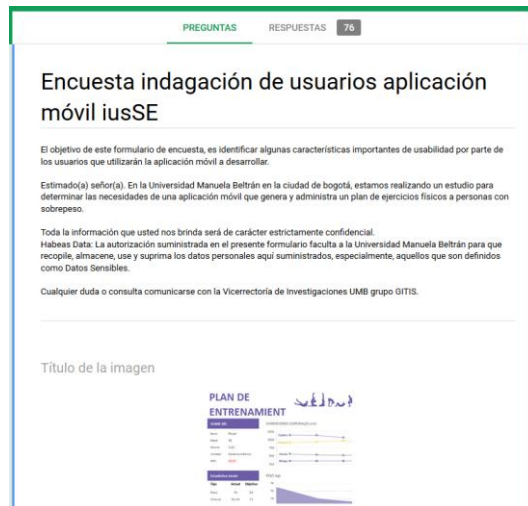 PREGUNTAS RESPUESTAS 76
Encuesta indagación de usuarios aplicación
móvil iusSE
El objetivo de este formulario de encuesta, es identificar algunas características importantes de usabilidad por parte de
los usuarios que utilizarán la aplicación móvil a desarrollar.
Estimado(a) señor(a). En la Universidad Manuela Beltrán en la ciudad de bogotá, estamos realizando un estudio para
determinar las necesidades de una aplicación móvil que genera y administra un plan de ejercicios físicos a personas con
sobrepeso.
Toda la información que usted nos brinda será de carácter estrictamente confidencial.
Habeas Data: La autorización suministrada en el presente formulario faculta a la Universidad Manuela Beltrán para que
recopile, almacene, use y suprima los datos personales aquí suministrados, especialmente, aquellos que son definidos
como Datos Sensibles.
Cualquier duda o consulta comunicarse con la Vicerrectoría de Investigaciones UMB grupo GITIS.
Título de la imagen
PLAN DE
ENTRENAMIENT